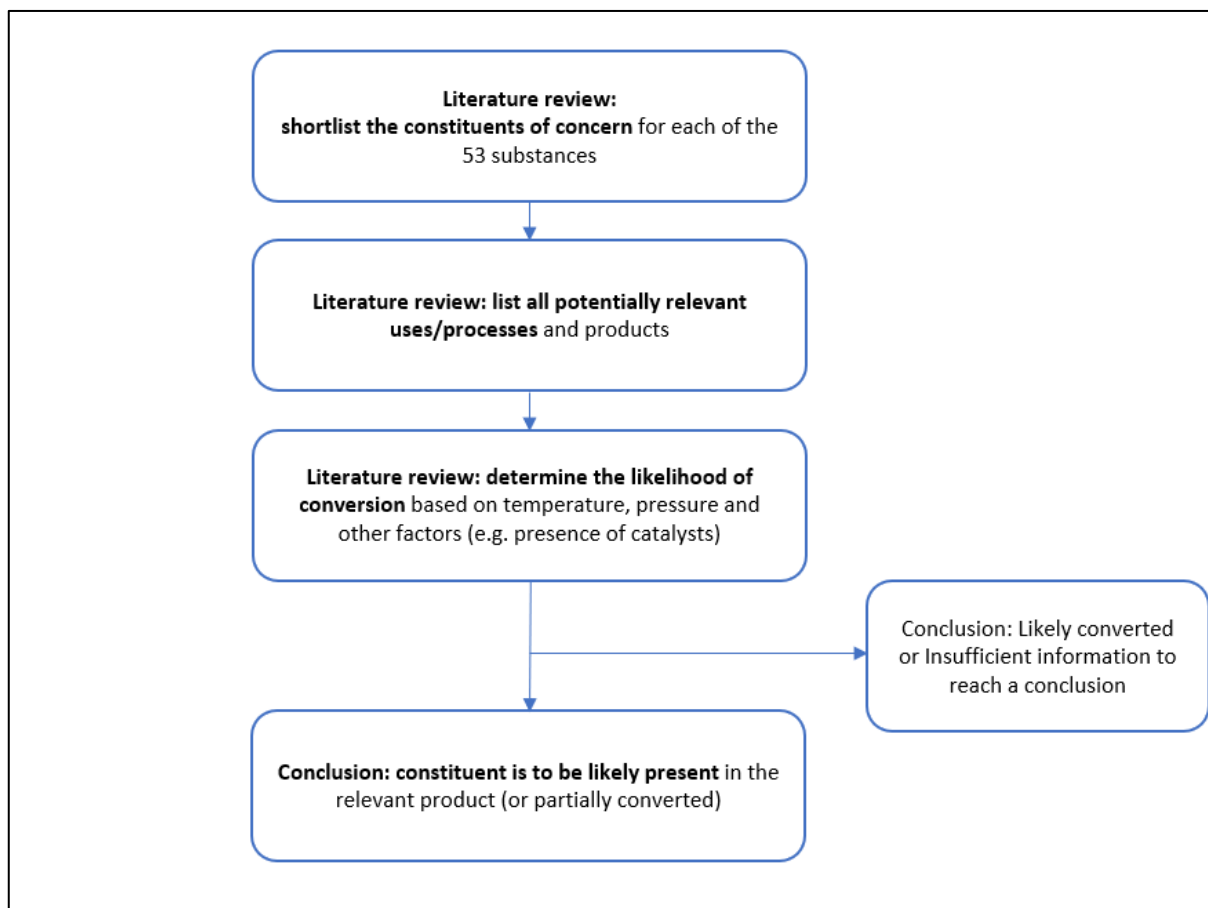 Literature review:
shortlist the constituents of concern for each of the
53 substances
Literature review: list all potentially relevant
uses/processes and products
Literature review: determine the likelihood of
conversion based on temperature, pressure and
other factors (e.g. presence of catalysts)
Conclusion: Likely converted
or Insufficient information to
reach a conclusion
Conclusion: constituent is to be likely present in the
relevant product (or partially converted)